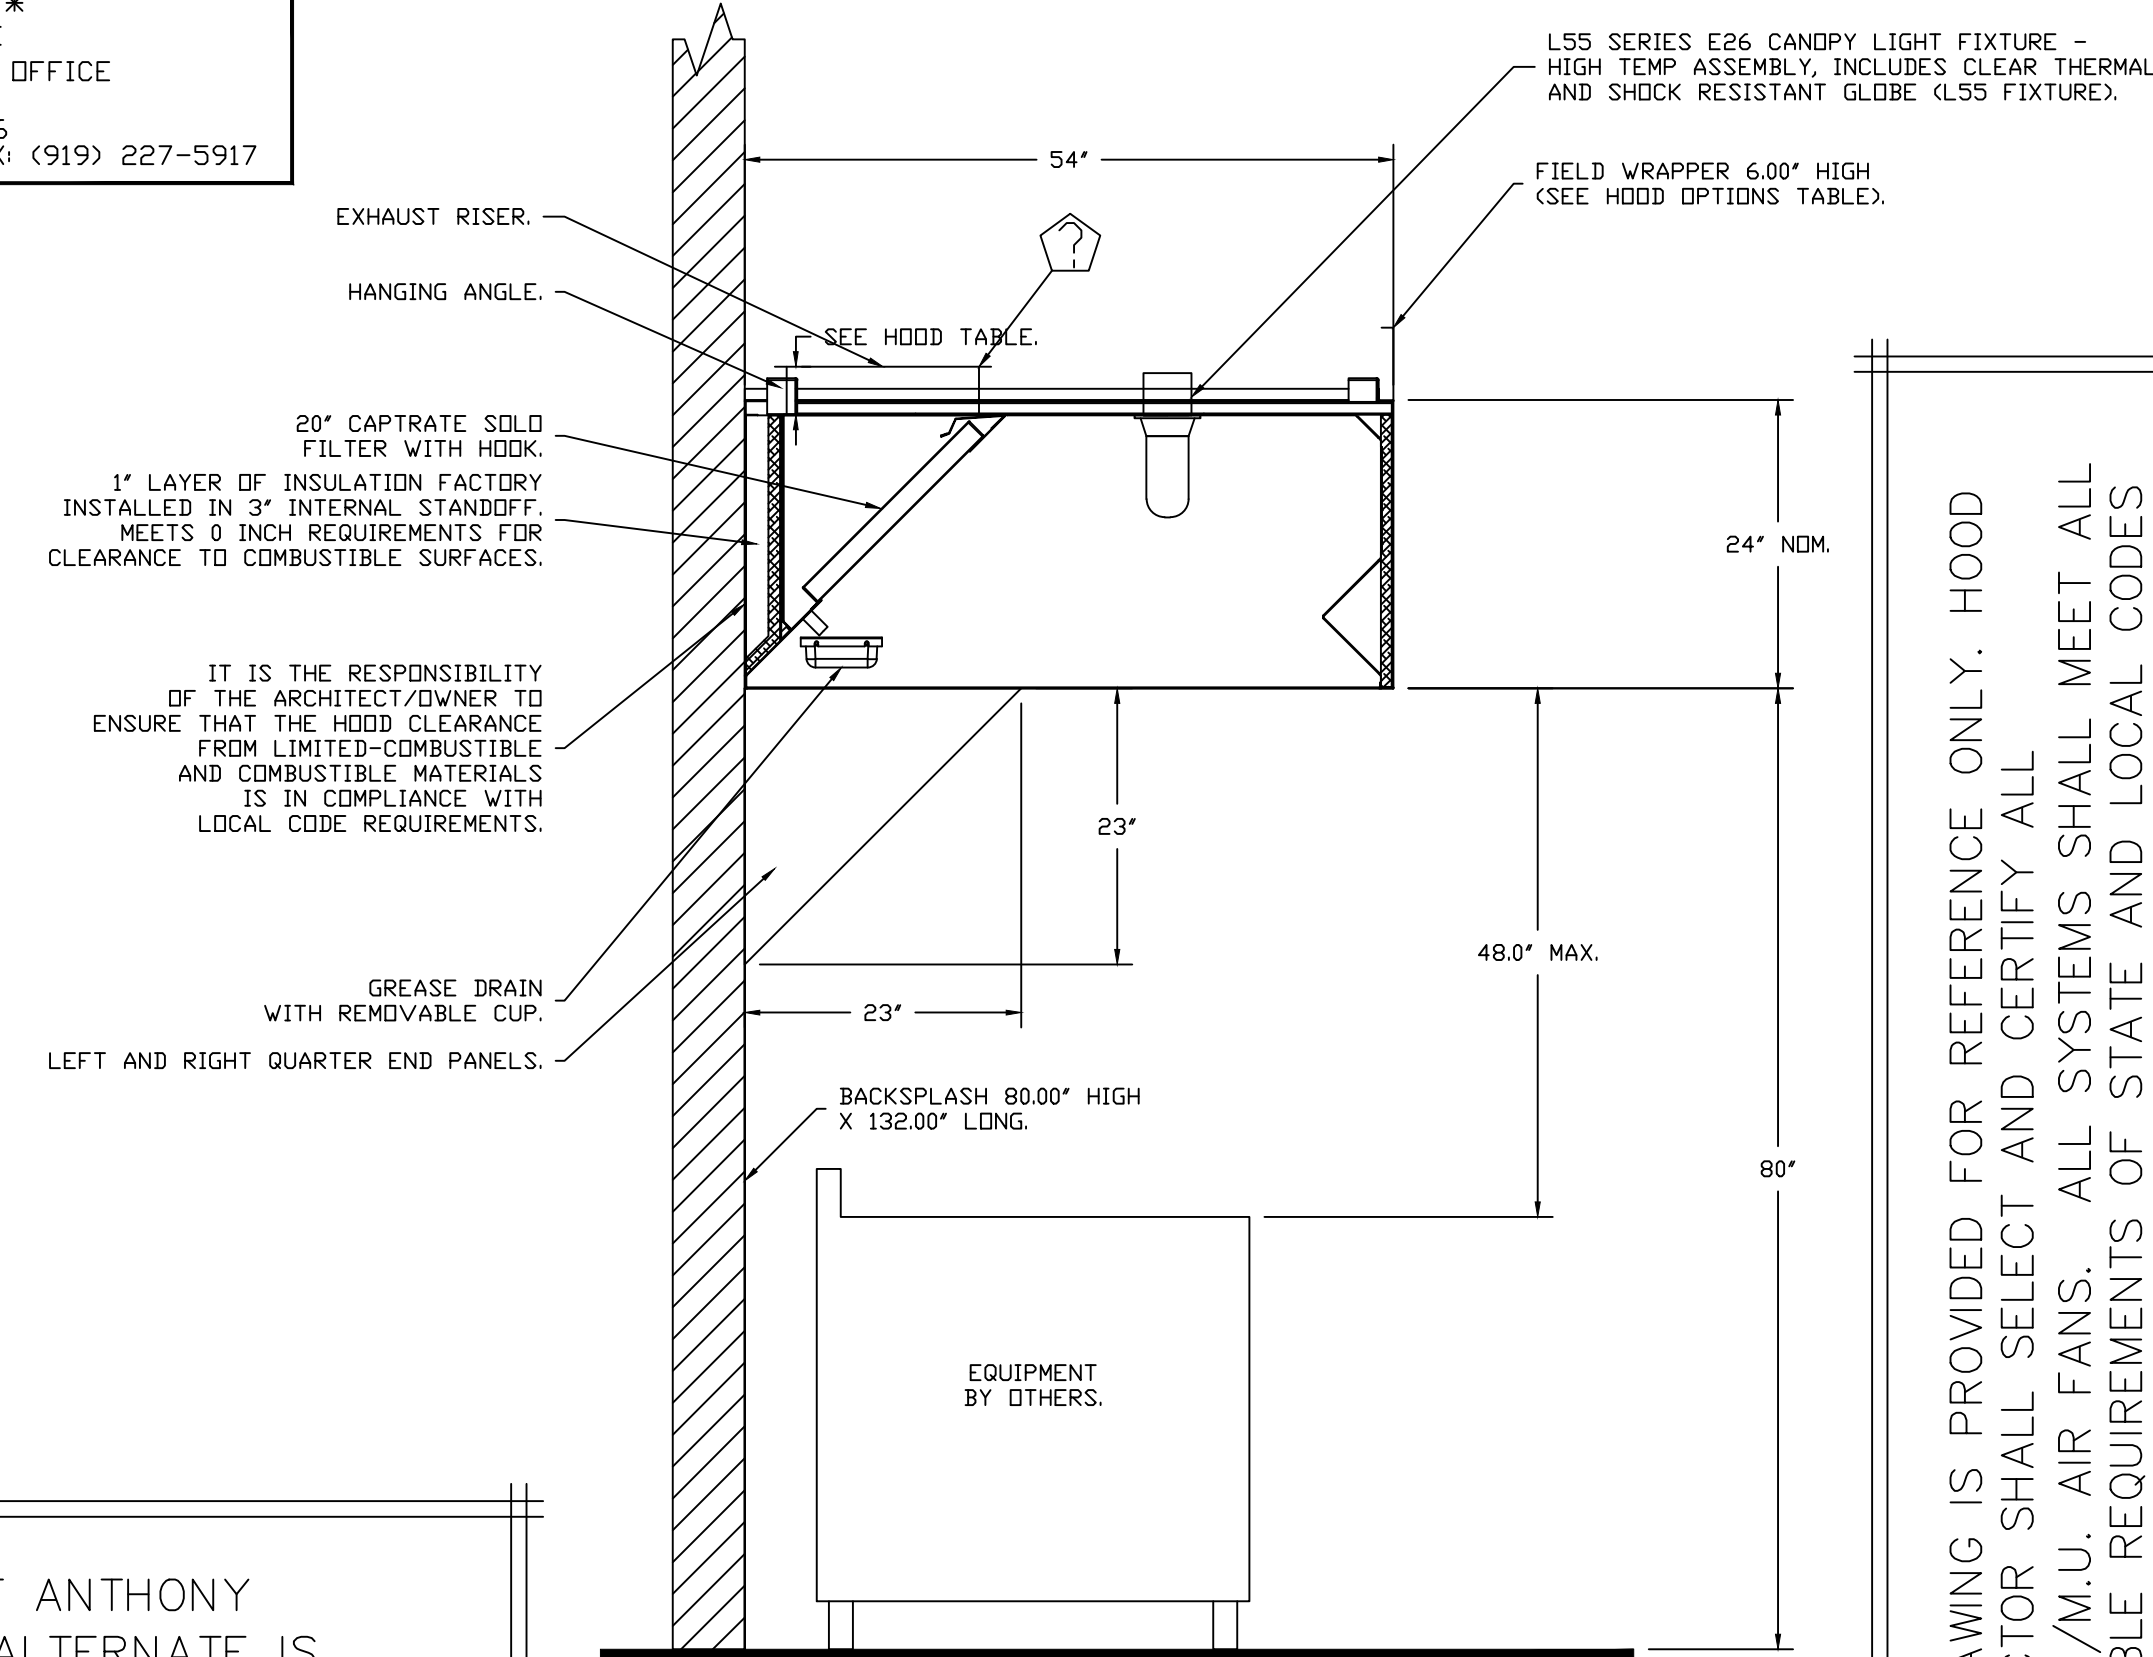 *
OFFICE
(919) 227-5917
L55 SERIES E26 CANOPY LIGHT FIXTURE -
HIGH TEMP ASSEMBLY, INCLUDES CLEAR THERMAL
AND SHOCK RESISTANT GLOBE (L55 FIXTURE).
54"
FIELD WRAPPER 6.00" HIGH
(SEE HOOD OPTIONS TABLE).
EXHAUST RISER.
?
HANGING ANGLE.
SEE HOOD TABLE.
20" CAPTRATE SOLO
FILTER WITH HOOK.
1" LAYER OF INSULATION FACTORY
INSTALLED IN 3" INTERNAL STANDOFF.
MEETS 0 INCH REQUIREMENTS FOR
CLEARANCE TO COMBUSTIBLE SURFACES.
24" NOM.
IT IS THE RESPONSIBILITY
OF THE ARCHITECT/OWNER TO
ENSURE THAT THE HOOD CLEARANCE
FROM LIMITED-COMBUSTIBLE
AND COMBUSTIBLE MATERIALS
IS IN COMPLIANCE WITH
LOCAL CODE REQUIREMENTS.
23"
48.0" MAX.
GREASE DRAIN
WITH REMOVABLE CUP.
23"
LEFT AND RIGHT QUARTER END PANELS.
BACKSPLASH 80.00" HIGH
X 132.00" LONG.
80"
EQUIPMENT
BY OTHERS.
ANTHONY
ALTERNATE IS
AWING IS PROVIDED FOR REFERENCE ONLY. HOOD
CTOR SHALL SELECT AND CERTIFY ALL
/M.U. AIR FANS. ALL SYSTEMS SHALL MEET ALL
BLE REQUIREMENTS OF STATE AND LOCAL CODES